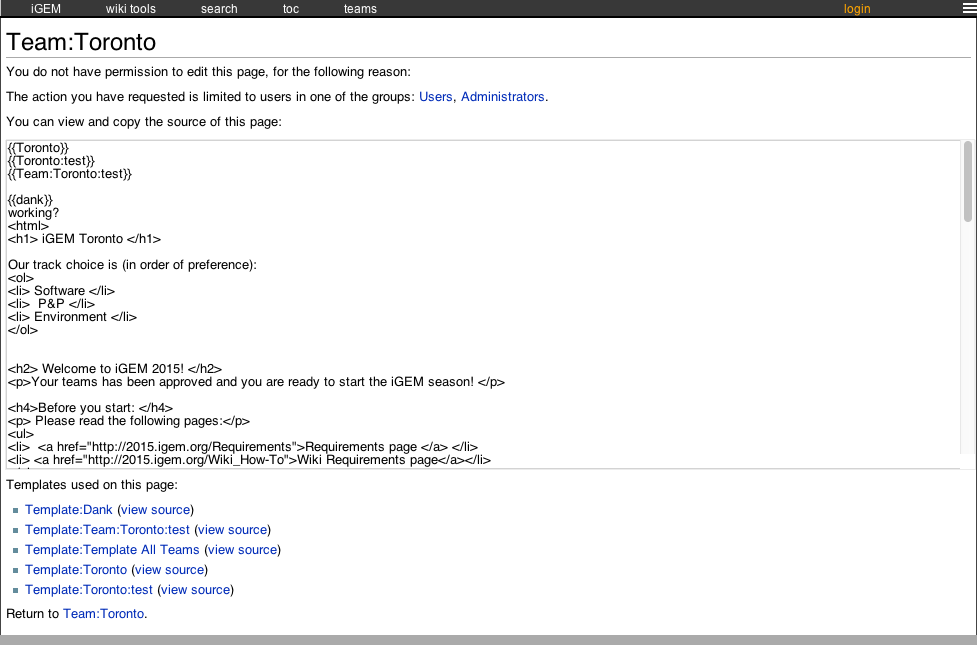 iGEM wiki tools search toc teams login
Team:Toronto
You do not have permission to edit this page, for the following reason:
The action you have requested is limited to users in one of the groups: Users, Administrators.
You can view and copy the source of this page:
{{Toronto}}
{{Toronto:test}}
{{Team:Toronto:test}}
{{dank}}
working?
<html>
<h1> iGEM Toronto </h1>
Our track choice is (in order of preference):
<ol>
<li> Software </li>
<li>  P&P </li>
<li> Environment </li>
</ol>
<h2> Welcome to iGEM 2015! </h2>
<p>Your teams has been approved and you are ready to start the iGEM season! </p>
<h4>Before you start: </h4>
<p> Please read the following pages:</p>
<ul>
<li>  <a href="http://2015.igem.org/Requirements">Requirements page </a> </li>
<li> <a href="http://2015.igem.org/Wiki_How-To">Wiki Requirements page</a></li>
Templates used on this page:
Template:Dank (view source)
Template:Team:Toronto:test (view source)
Template:Template All Teams (view source)
Template:Toronto (view source)
Template:Toronto:test (view source)
Return to Team:Toronto.